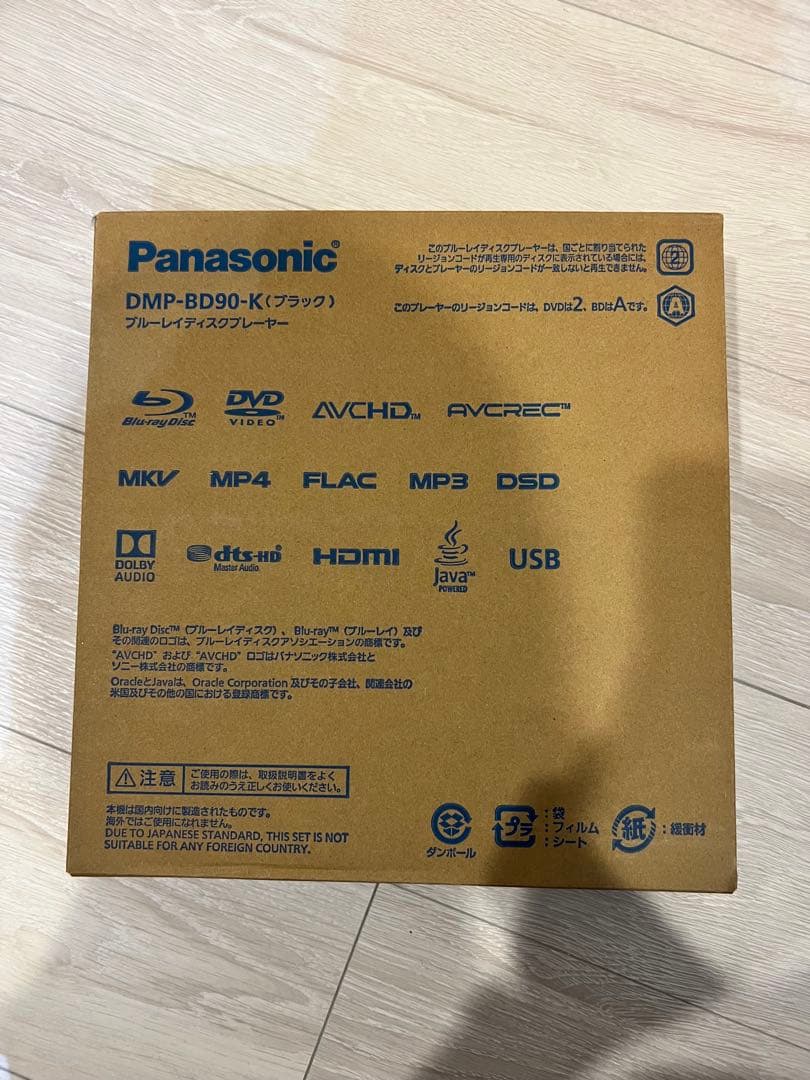 Panasonic®
DMP-BD90-K(ブラック)
ブルーレイディスクプレーヤー
このブルーレイディスクプレーヤーは、国ごとに割り当てられた
リージョンコードが再生専用のディスクに表示されている場合には、
ディスクとプレーヤーのリージョンコードが一致しないと再生できません。
2
このプレーヤーのリージョンコードは、DVDは2、BDはAです。
A
Blu-ray Disc™ DVD VIDEO™ AVCHD™ AVCREC™
MKV MP4 FLAC MP3 DSD
DOLBY AUDIO dts-HD Master Audio HDMI Java™ POWERED USB
Blu-ray Disc™ (ブルーレイディスク)、Blu-ray™ (ブルーレイ) 及び
その関連のロゴは、ブルーレイディスクアソシエーションの商標です。
"AVCHD" および "AVCHD" ロゴはパナソニック株式会社と
ソニー株式会社の商標です。
OracleとJavaは、Oracle Corporation 及びその子会社、関連会社の
米国及びその他の国における登録商標です。
注意
ご使用の際は、取扱説明書をよく
お読みのうえ正しくお使いください。
本機は国内向けに製造されたものです。
海外ではご使用になれません。
DUE TO JAPANESE STANDARD, THIS SET IS NOT
SUITABLE FOR ANY FOREIGN COUNTRY.
ダンボール
プラ
:袋
:フィルム
:シート
紙
:緩衝材